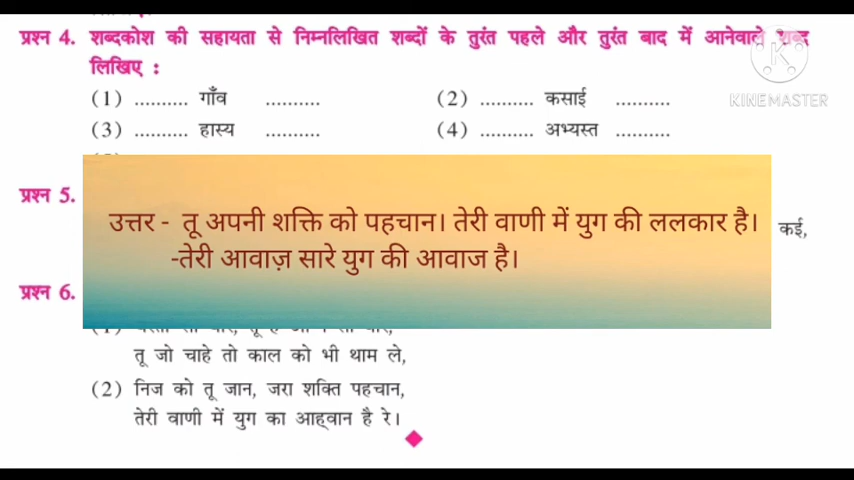 प्रश्न 4. शब्दकोश की सहायता से निम्नलिखित शब्दों के तुरंत पहले और तुरंत बाद में आनेवाले शब्द
लिखिए :
(1) .......... गाँव ..........
(2) .......... कसाई ..........
(3) .......... हास्य ..........
(4) .......... अभ्यस्त ..........
KINEMASTER
प्रश्न 5.
उत्तर - तू अपनी शक्ति को पहचान। तेरी वाणी में युग की ललकार है।
कई,
-तेरी आवाज़ सारे युग की आवाज है।
प्रश्न 6.
तू जो चाहे तो काल को भी थाम ले,
(2) निज को तू जान, जरा शक्ति पहचान,
तेरी वाणी में युग का आह्वान है रे।